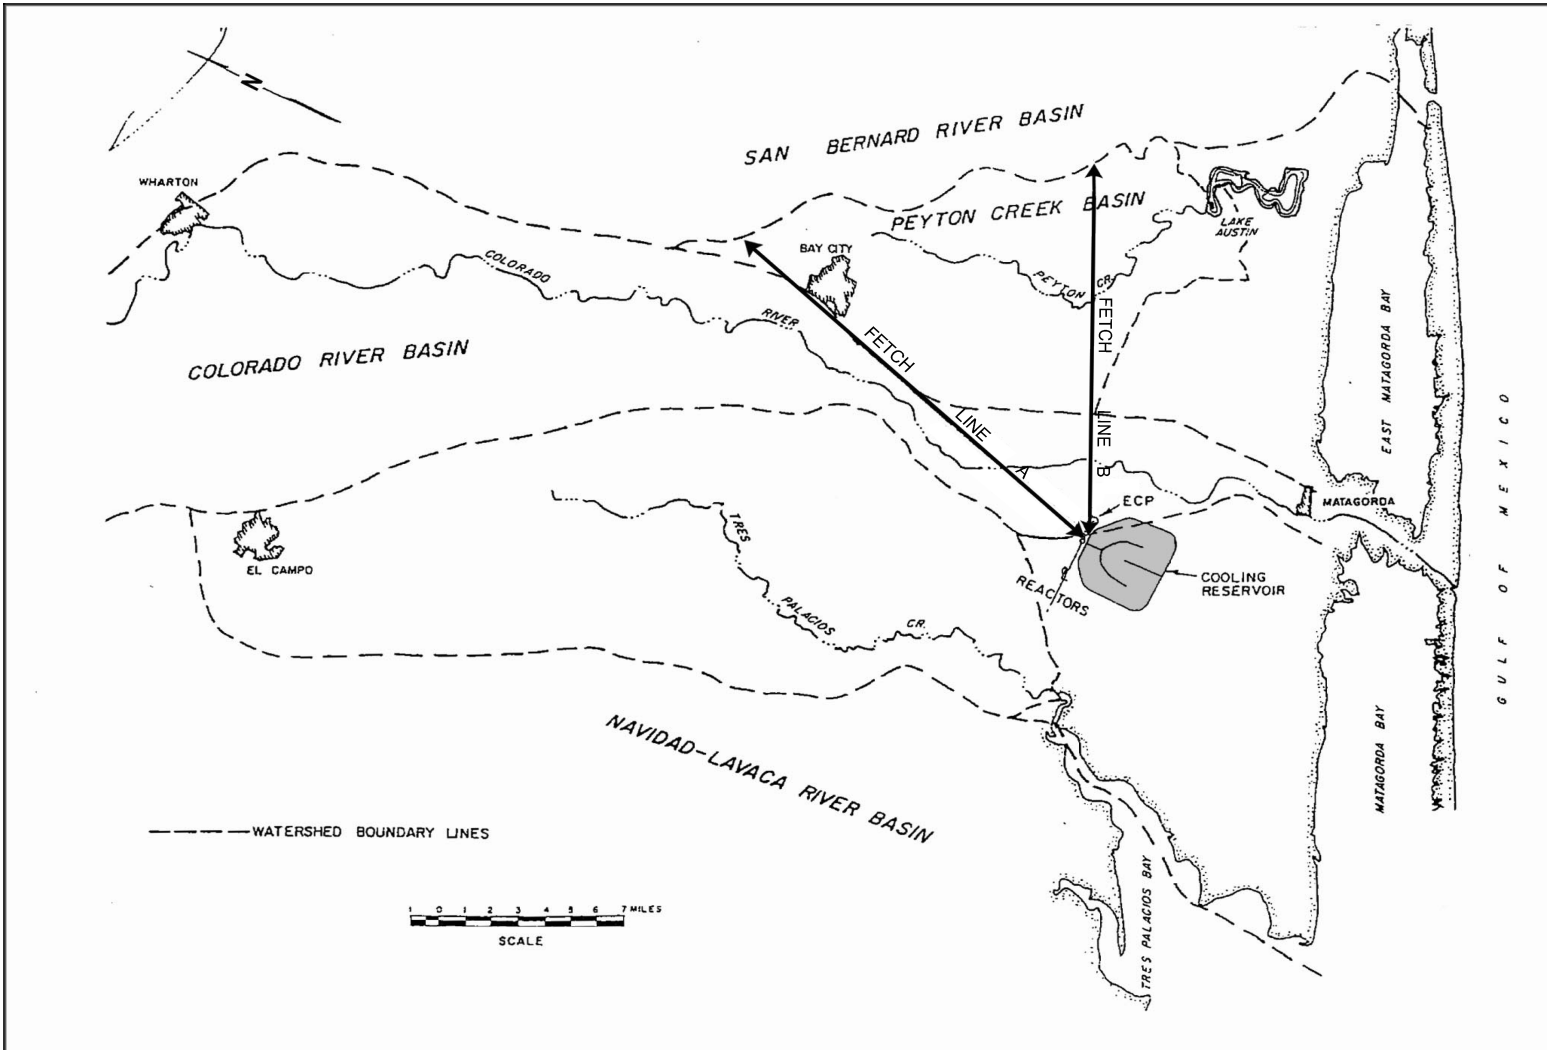 N
SAN BERNARD RIVER BASIN
WHARTON
PEYTON CREEK BASIN
LAKE
AUSTIN
BAY CITY
COLORADO
PEYTON CR.
RIVER
FETCH
LINE
A
FETCH
LINE
B
COLORADO RIVER BASIN
EAST MATAGORDA BAY
GULF OF MEXICO
ECP
MATAGORDA
TRES
PALACIOS
CR.
EL CAMPO
REACTORS
COOLING
RESERVOIR
NAVIDAD-LAVACA RIVER BASIN
MATAGORDA BAY
WATERSHED BOUNDARY LINES
TRES PALACIOS BAY
1 0 1 2 3 4 5 6 7 MILES
SCALE